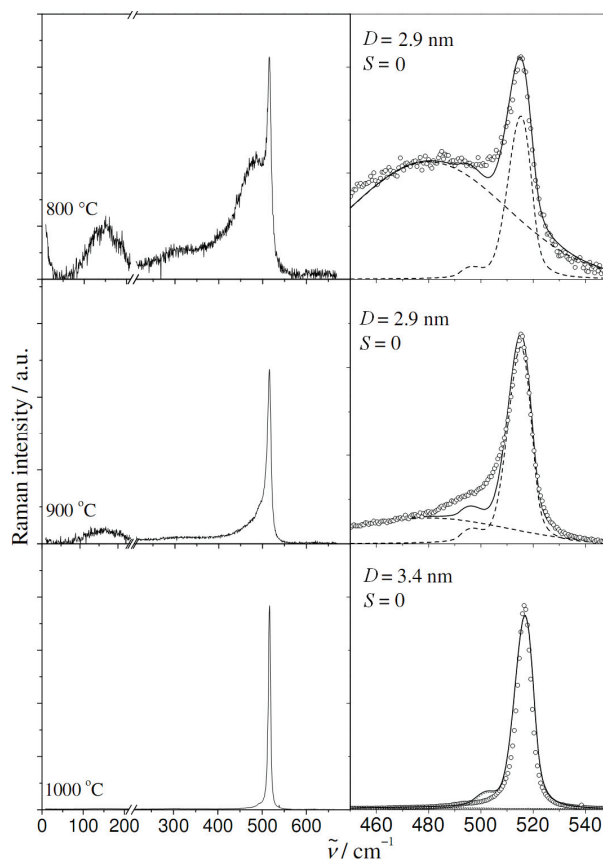 D = 2.9 nm
S = 0
800 °C
D = 2.9 nm
S = 0
900 °C
D = 3.4 nm
S = 0
1000 °C
Raman intensity / a.u.
0 100 200 400 500 600 460 480 500 520 540
ν̃ / cm⁻¹